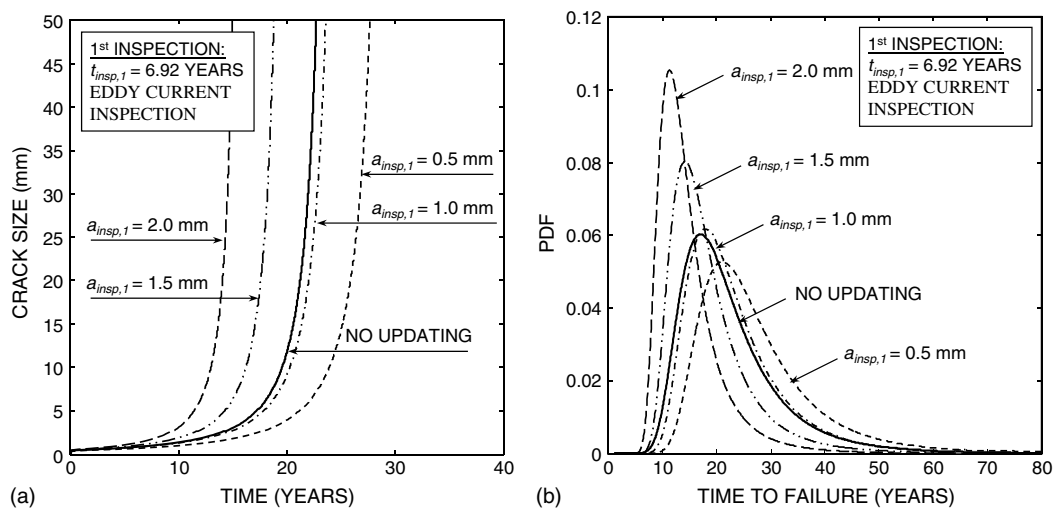 50
45
40
35
30
25
20
15
10
5
0
CRACK SIZE (mm)
1st INSPECTION:
tinsp,1 = 6.92 YEARS
EDDY CURRENT
INSPECTION
ainsp,1 = 0.5 mm
ainsp,1 = 1.0 mm
ainsp,1 = 2.0 mm
ainsp,1 = 1.5 mm
NO UPDATING
0 10 20 30 40
(a) TIME (YEARS)
0.12
0.1
0.08
0.06
0.04
0.02
0
PDF
1st INSPECTION:
tinsp,1 = 6.92 YEARS
EDDY CURRENT
INSPECTION
ainsp,1 = 2.0 mm
ainsp,1 = 1.5 mm
ainsp,1 = 1.0 mm
NO UPDATING
ainsp,1 = 0.5 mm
0 10 20 30 40 50 60 70 80
(b) TIME TO FAILURE (YEARS)